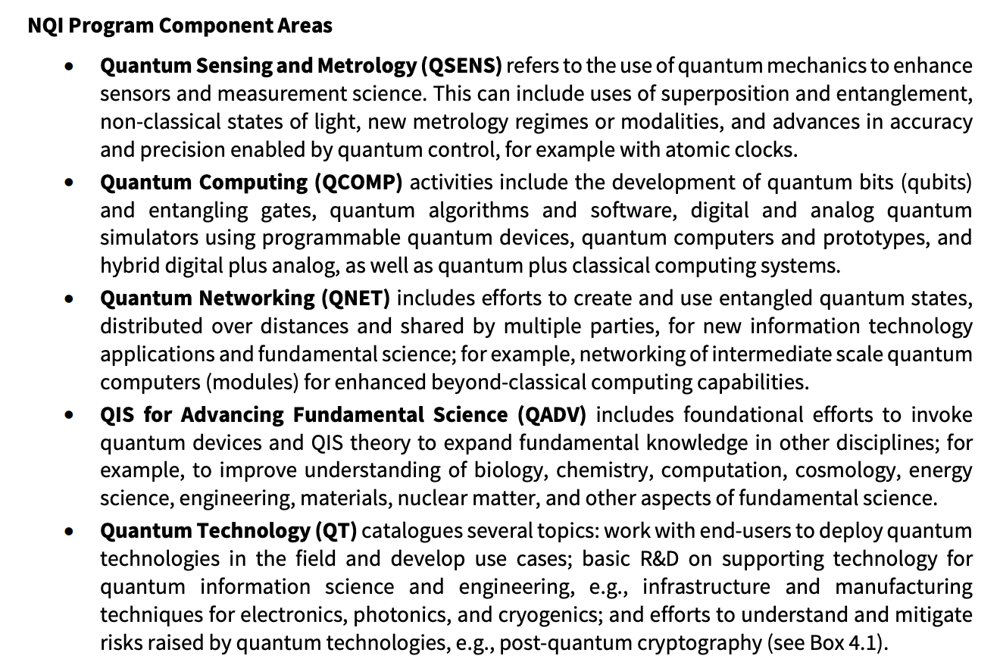 NQI Program Component Areas
• Quantum Sensing and Metrology (QSENS) refers to the use of quantum mechanics to enhance
sensors and measurement science. This can include uses of superposition and entanglement,
non-classical states of light, new metrology regimes or modalities, and advances in accuracy
and precision enabled by quantum control, for example with atomic clocks.
• Quantum Computing (QCOMP) activities include the development of quantum bits (qubits)
and entangling gates, quantum algorithms and software, digital and analog quantum
simulators using programmable quantum devices, quantum computers and prototypes, and
hybrid digital plus analog, as well as quantum plus classical computing systems.
• Quantum Networking (QNET) includes efforts to create and use entangled quantum states,
distributed over distances and shared by multiple parties, for new information technology
applications and fundamental science; for example, networking of intermediate scale quantum
computers (modules) for enhanced beyond-classical computing capabilities.
• QIS for Advancing Fundamental Science (QADV) includes foundational efforts to invoke
quantum devices and QIS theory to expand fundamental knowledge in other disciplines; for
example, to improve understanding of biology, chemistry, computation, cosmology, energy
science, engineering, materials, nuclear matter, and other aspects of fundamental science.
• Quantum Technology (QT) catalogues several topics: work with end-users to deploy quantum
technologies in the field and develop use cases; basic R&D on supporting technology for
quantum information science and engineering, e.g., infrastructure and manufacturing
techniques for electronics, photonics, and cryogenics; and efforts to understand and mitigate
risks raised by quantum technologies, e.g., post-quantum cryptography (see Box 4.1).